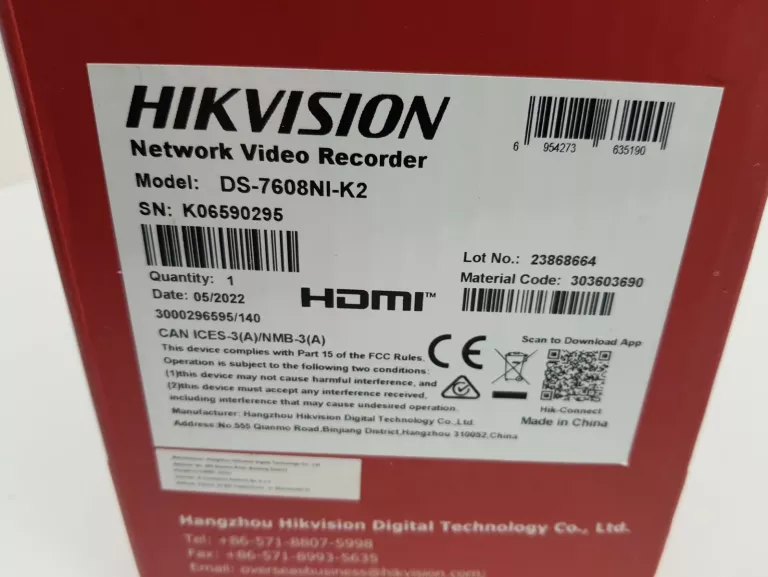 HIKVISION
Network Video Recorder
Model: DS-7608NI-K2
SN: K06590295
6 954273 635190
Lot No.: 23868664
Material Code: 303603690
Quantity: 1
Date: 05/2022
3000296595/140
HDMI™
CAN ICES-3(A)/NMB-3(A)
This device complies with Part 15 of the FCC Rules.
Operation is subject to the following two conditions:
(1)this device may not cause harmful interference, and
(2)this device must accept any interference received,
including interference that may cause undesired operation.
CE
Scan to Download App
Hik-Connect
Made in China
Manufacturer: Hangzhou Hikvision Digital Technology Co.,Ltd.
Address:No.555 Qianmo Road,Binjiang District,Hangzhou 310052,China
Hangzhou Hikvision Digital Technology Co., Ltd.
Tel: +86-571-8807-5998
Fax: +86-571-8993-5635
Email: overseasbusiness@hikvision.com